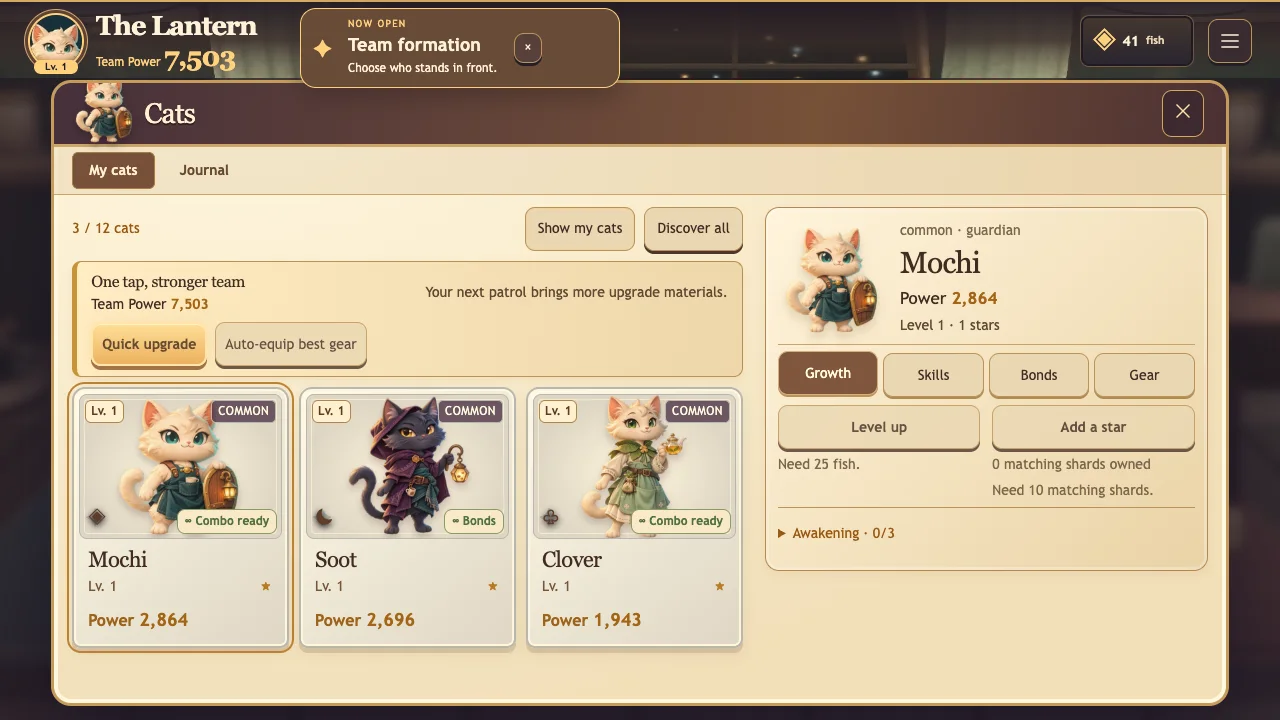 The Lantern
Team Power 7,503
Lv. 1
NOW OPEN
Team formation
Choose who stands in front.
×
41 fish
Cats
My cats
Journal
3 / 12 cats
Show my cats
Discover all
One tap, stronger team
Team Power 7,503
Your next patrol brings more upgrade materials.
Quick upgrade
Auto-equip best gear
Lv. 1
COMMON
∞ Combo ready
Mochi
Lv. 1
★
Power 2,864
Lv. 1
COMMON
∞ Bonds
Soot
Lv. 1
★
Power 2,696
Lv. 1
COMMON
∞ Combo ready
Clover
Lv. 1
★
Power 1,943
common · guardian
Mochi
Power 2,864
Level 1 · 1 stars
Growth
Skills
Bonds
Gear
Level up
Add a star
Need 25 fish.
0 matching shards owned
Need 10 matching shards.
▶ Awakening · 0/3